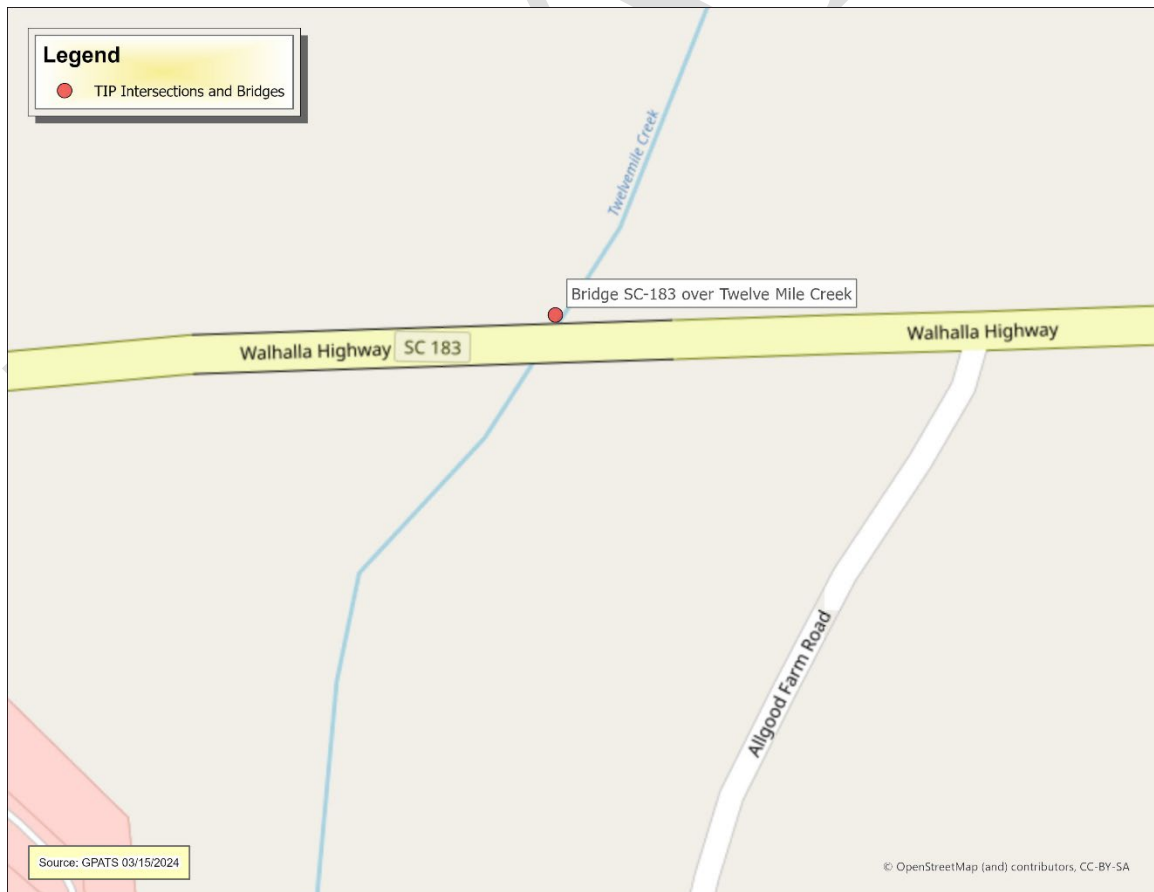 Legend
TIP Intersections and Bridges
Twelvemile Creek
Bridge SC-183 over Twelve Mile Creek
Walhalla Highway
SC 183
Walhalla Highway
Allgood Farm Road
Source: GPATS 03/15/2024
© OpenStreetMap (and) contributors, CC-BY-SA